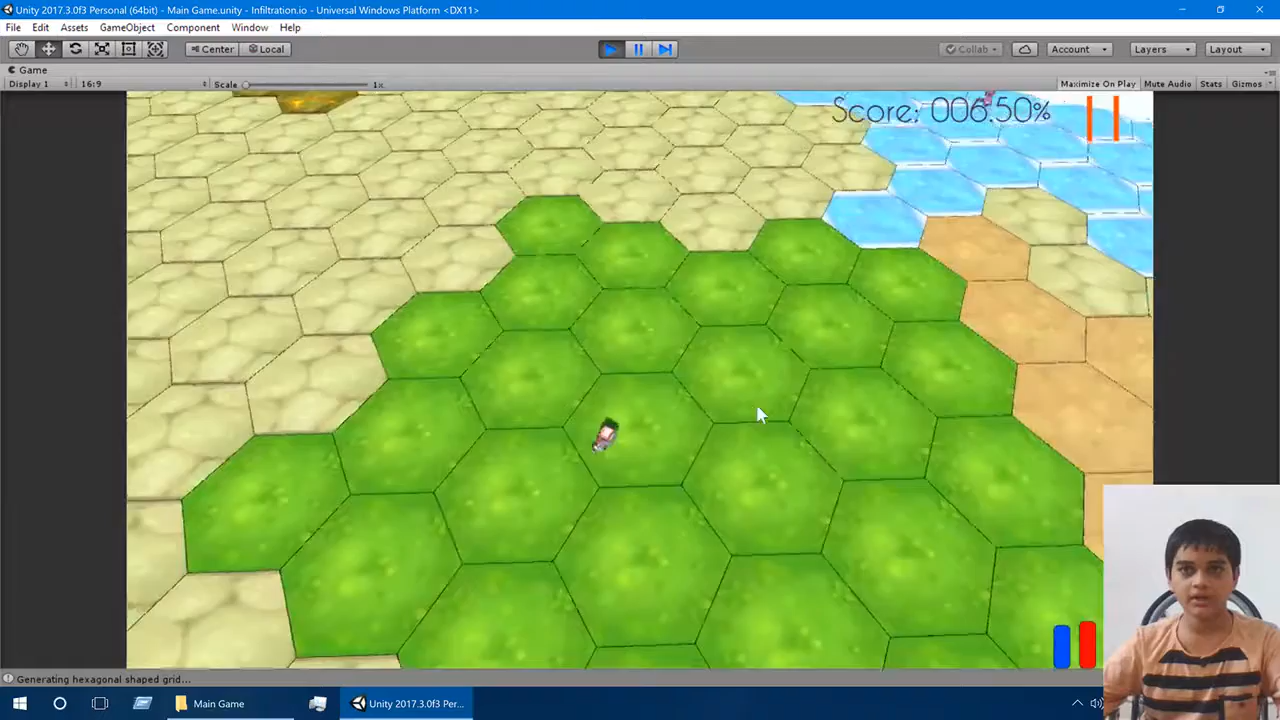 Unity 2017.3.0f3 Personal (64bit) - Main Game.unity - Infiltration.io - Universal Windows Platform <DX11>
File Edit Assets GameObject Component Window Help
Center Local Collab Account Layers Layout
Game
Display 1 16:9 Scale 1x Maximize On Play Mute Audio Stats Gizmos
Score: 006.50%
Generating hexagonal shaped grid...
Main Game Unity 2017.3.0f3 Per...